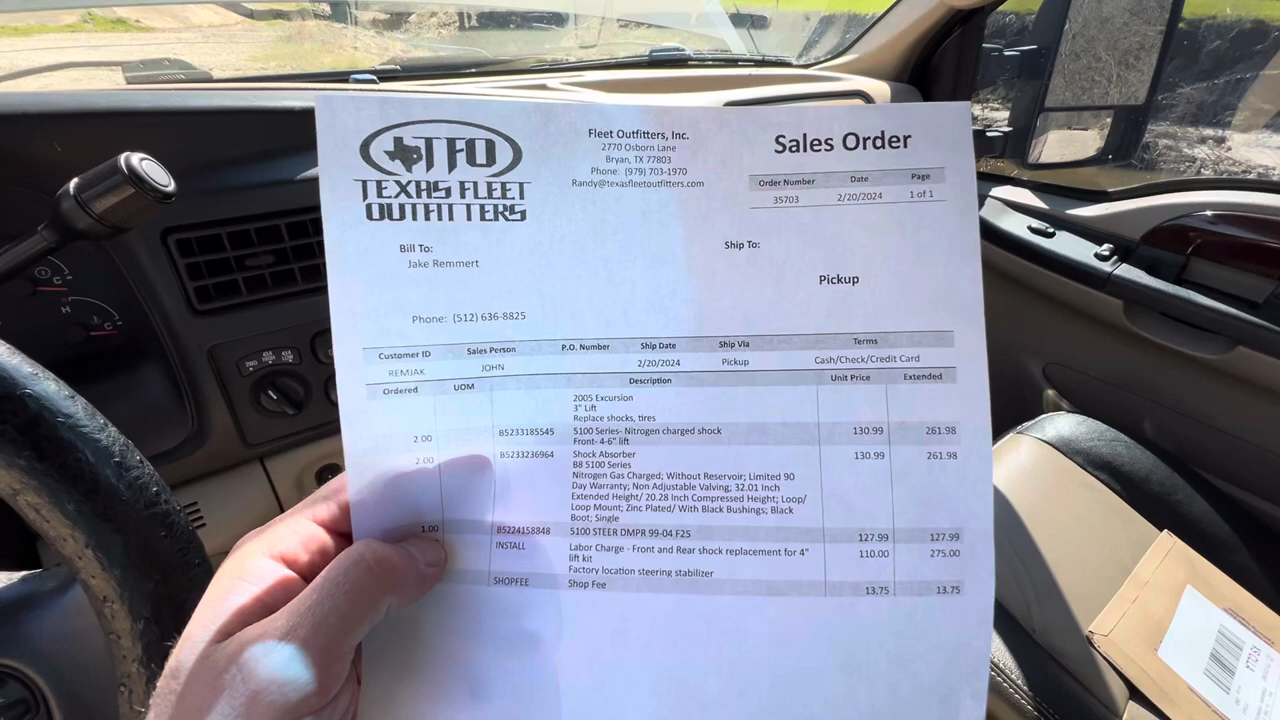 TFO
TEXAS FLEET
OUTFITTERS
Fleet Outfitters, Inc.
2770 Osborn Lane
Bryan, TX 77803
Phone: (979) 703-1970
Randy@texasfleetoutfitters.com
Sales Order
Order Number Date Page
35703 2/20/2024 1 of 1
Bill To:
Jake Remmert
Phone: (512) 636-8825
Ship To:
Pickup
Customer ID Sales Person P.O. Number Ship Date Ship Via Terms
REMJAK JOHN 2/20/2024 Pickup Cash/Check/Credit Card
Ordered UOM Description Unit Price Extended
2005 Excursion
3" Lift
Replace shocks, tires
2.00 B5233185545 5100 Series- Nitrogen charged shock 130.99 261.98
Front- 4-6" lift
2.00 B5233236964 Shock Absorber 130.99 261.98
B8 5100 Series
Nitrogen Gas Charged; Without Reservoir; Limited 90
Day Warranty; Non Adjustable Valving; 32.01 Inch
Extended Height/ 20.28 Inch Compressed Height; Loop/
Loop Mount; Zinc Plated/ With Black Bushings; Black
Boot; Single
1.00 B5224158848 5100 STEER DMPR 99-04 F25 127.99 127.99
INSTALL Labor Charge - Front and Rear shock replacement for 4" 110.00 275.00
lift kit
Factory location steering stabilizer
SHOPFEE Shop Fee 13.75 13.75
2WD 4X4 HIGH 4X4 LOW
C
H
C